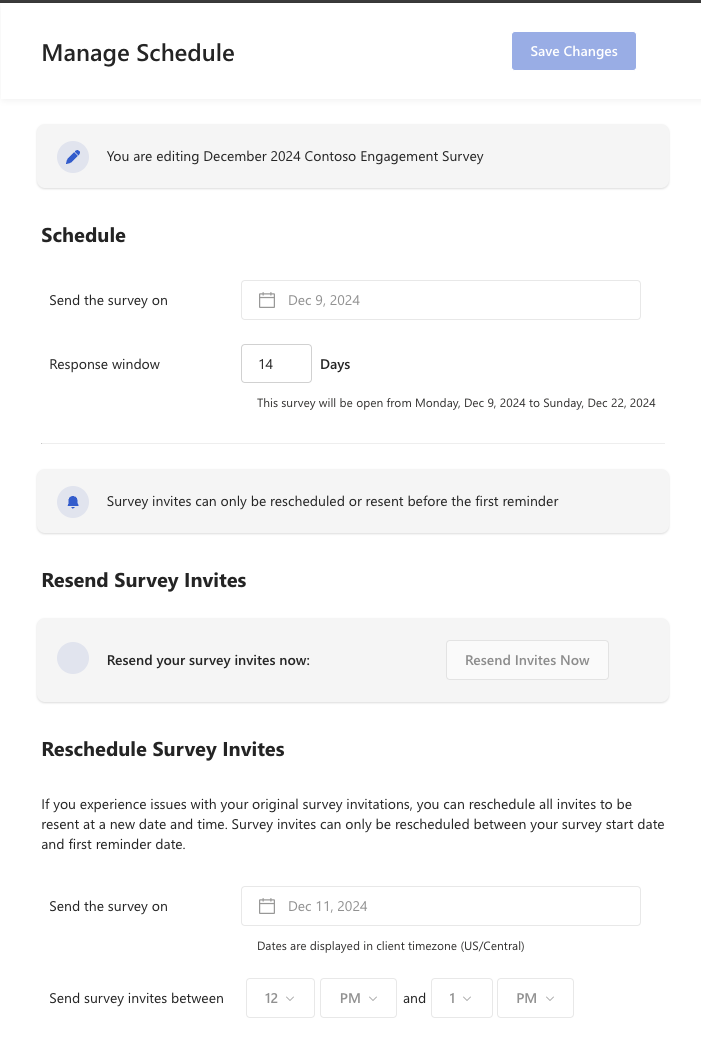 Manage Schedule
Save Changes
You are editing December 2024 Contoso Engagement Survey
Schedule
Send the survey on
Dec 9, 2024
Response window
14
Days
This survey will be open from Monday, Dec 9, 2024 to Sunday, Dec 22, 2024
Survey invites can only be rescheduled or resent before the first reminder
Resend Survey Invites
Resend your survey invites now:
Resend Invites Now
Reschedule Survey Invites
If you experience issues with your original survey invitations, you can reschedule all invites to be
resent at a new date and time. Survey invites can only be rescheduled between your survey start date
and first reminder date.
Send the survey on
Dec 11, 2024
Dates are displayed in client timezone (US/Central)
Send survey invites between
12
PM
and
1
PM